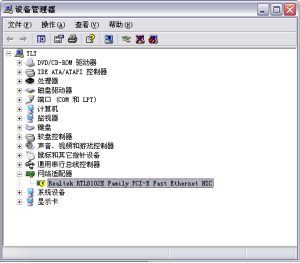 设备管理器
文件(F) 操作(A) 查看(V) 帮助(H)
YLY
DVD/CD-ROM 驱动器
IDE ATA/ATAPI 控制器
处理器
磁盘驱动器
端口 (COM 和 LPT)
计算机
监视器
键盘
软盘控制器
声音、视频和游戏控制器
鼠标和其它指针设备
通用串行总线控制器
网络适配器
Realtek RTL8102E Family PCI-E Fast Ethernet NIC
系统设备
显示卡